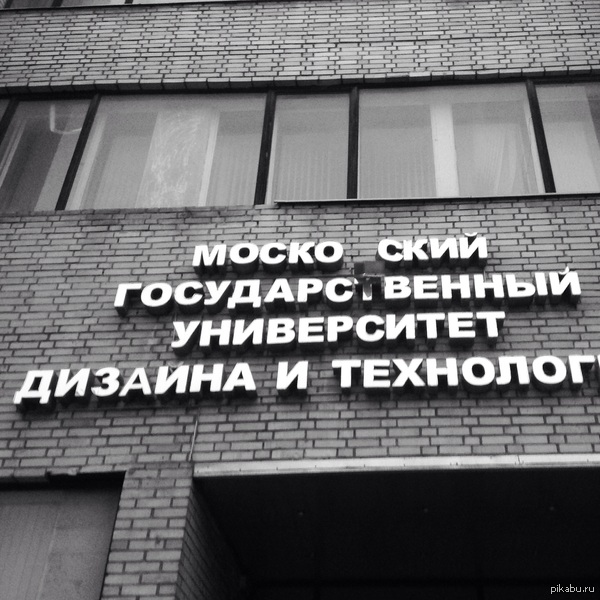 МОСКО СКИЙ
ГОСУДАРСТВЕННЫЙ
УНИВЕРСИТЕТ
ДИЗАЙНА И ТЕХНОЛОГ
pikabu.ru